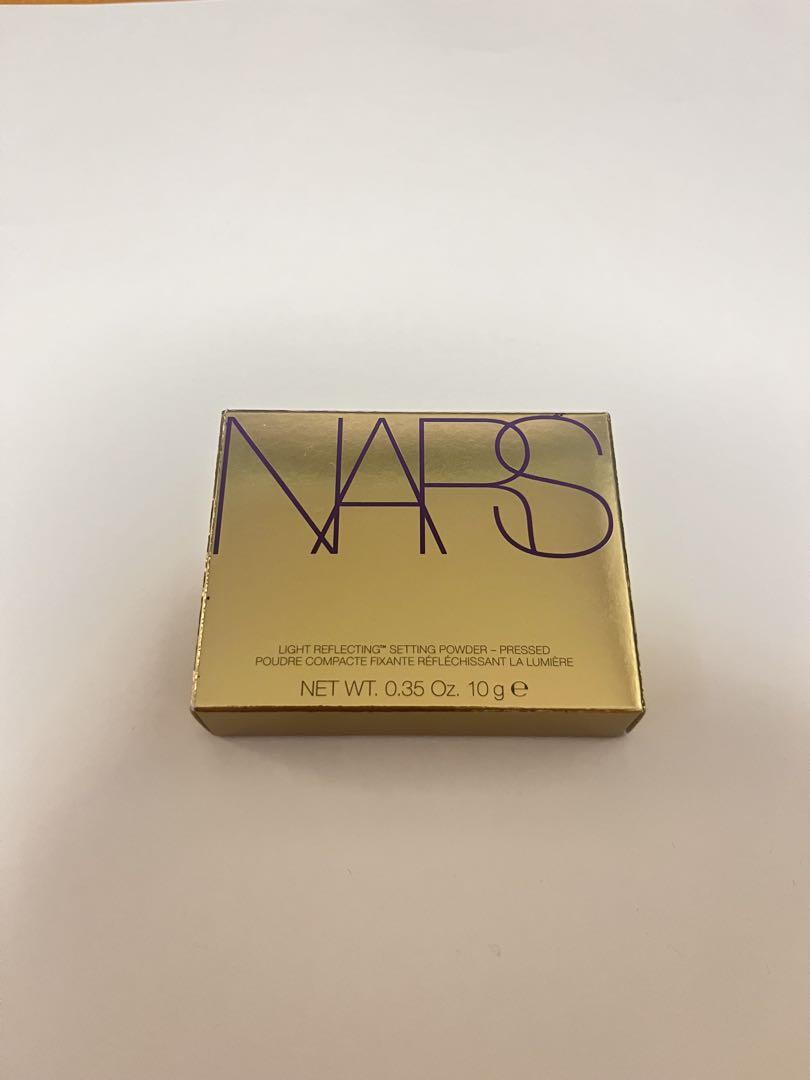 NARS
LIGHT REFLECTING™ SETTING POWDER – PRESSED
POUDRE COMPACTE FIXANTE RÉFLÉCHISSANT LA LUMIÈRE
NET WT. 0.35 Oz. 10 g ℮